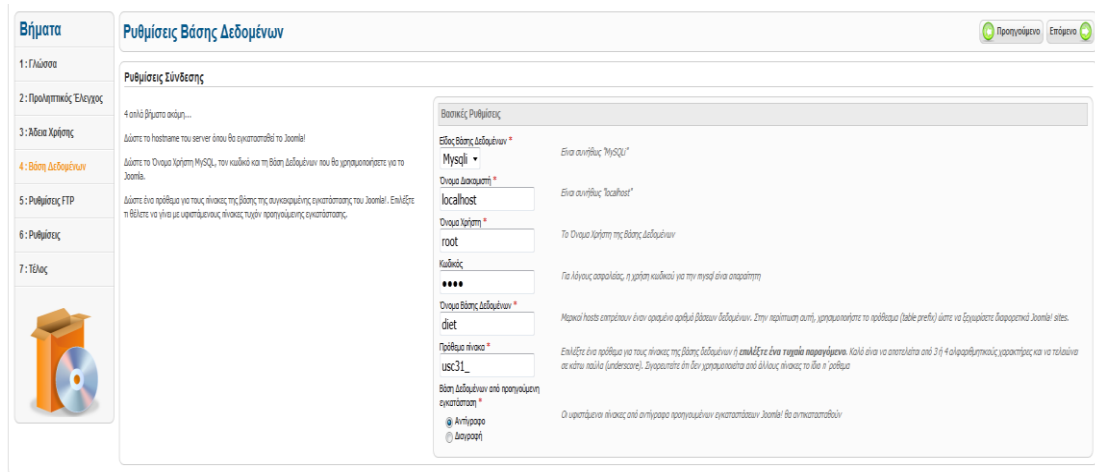 Βήματα
1 : Γλώσσα
2 : Προληπτικός Έλεγχος
3 : Άδεια Χρήσης
4 : Βάση Δεδομένων
5 : Ρυθμίσεις FTP
6 : Ρυθμίσεις
7 : Τέλος
Ρυθμίσεις Βάσης Δεδομένων
Προηγούμενο
Επόμενο
Ρυθμίσεις Σύνδεσης
4 απλά βήματα ακόμη....
Δώστε το hostname του server όπου θα εγκατασταθεί το Joomla!
Δώστε το Όνομα Χρήστη MySQL, τον κωδικό και τη Βάση Δεδομένων που θα χρησιμοποιήσετε για το
Joomla.
Δώστε ένα πρόθεμα για τους πίνακες της βάσης της συγκεκριμένης εγκατάστασης του Joomla!. Επιλέξτε
τι θέλετε να γίνει με υφιστάμενους πίνακες τυχόν προηγούμενης εγκατάστασης.
Βασικές Ρυθμίσεις
Είδος Βάσης Δεδομένων *
Mysqli
Είναι συνήθως "MySQLi"
Όνομα Διακομιστή *
localhost
Είναι συνήθως "localhost"
Όνομα Χρήστη *
root
Το Όνομα Χρήστη της Βάσης Δεδομένων
Κωδικός
••••
Για λόγους ασφαλείας, η χρήση κωδικού για την mysql είναι απαραίτητη
Όνομα Βάσης Δεδομένων *
diet
Μερικοί hosts επιτρέπουν έναν ορισμένο αριθμό βάσεων δεδομένων. Στην περίπτωση αυτή, χρησιμοποιήστε το πρόθεμα (table prefix) ώστε να ξεχωρίσετε διαφορετικά Joomla! sites.
Πρόθεμα πίνακα *
usc31_
Επιλέξτε ένα πρόθεμα για τους πίνακες της βάσης δεδομένων ή επιλέξτε ένα τυχαία παραγόμενο. Καλό είναι να αποτελείται από 3 ή 4 αλφαριθμητικούς χαρακτήρες και να τελειώνει
σε κάτω παύλα (underscore). Σιγουρευτείτε ότι δεν χρησιμοποιείται από άλλους πίνακες το ίδιο π΄ροθεμα
Βάση Δεδομένων από προηγούμενη
εγκατάσταση *
Αντίγραφο
Διαγραφή
Οι υφιστάμενοι πίνακες από αντίγραφα προηγουμένων εγκαταστάσεων Joomla! θα αντικατασταθούν